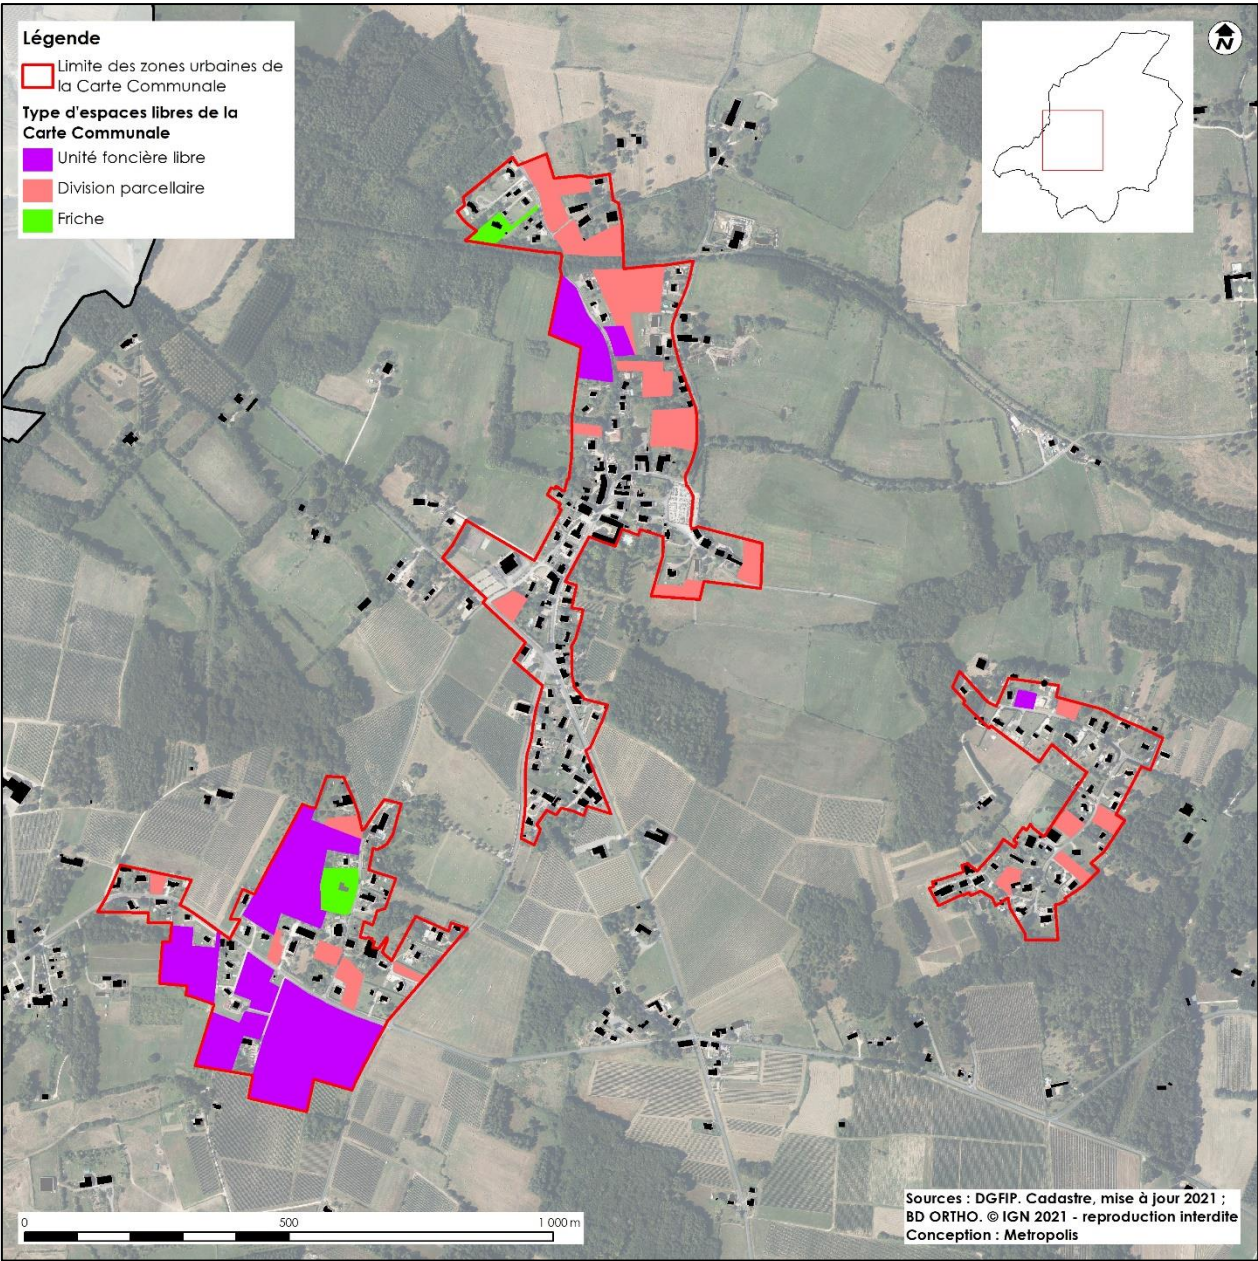 Légende
Limite des zones urbaines de
la Carte Communale
Type d'espaces libres de la
Carte Communale
Unité foncière libre
Division parcellaire
Friche
N
0 500 1 000 m
Sources : DGFIP. Cadastre, mise à jour 2021 ;
BD ORTHO. © IGN 2021 - reproduction interdite
Conception : Metropolis